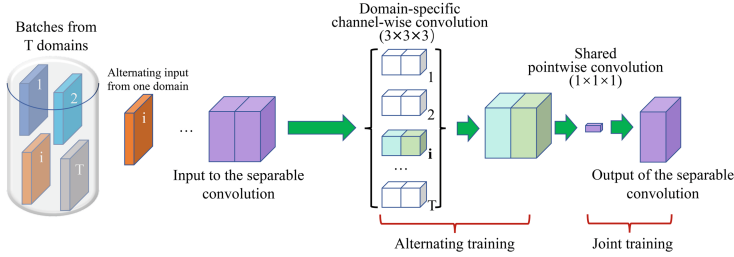 Batches from
T domains
1
2
i
T
Alternating input
from one domain
i
...
Input to the separable
convolution
Domain-specific
channel-wise convolution
(3×3×3)
1
2
i
...
T
Shared
pointwise convolution
(1×1×1)
Output of the separable
convolution
Alternating training
Joint training